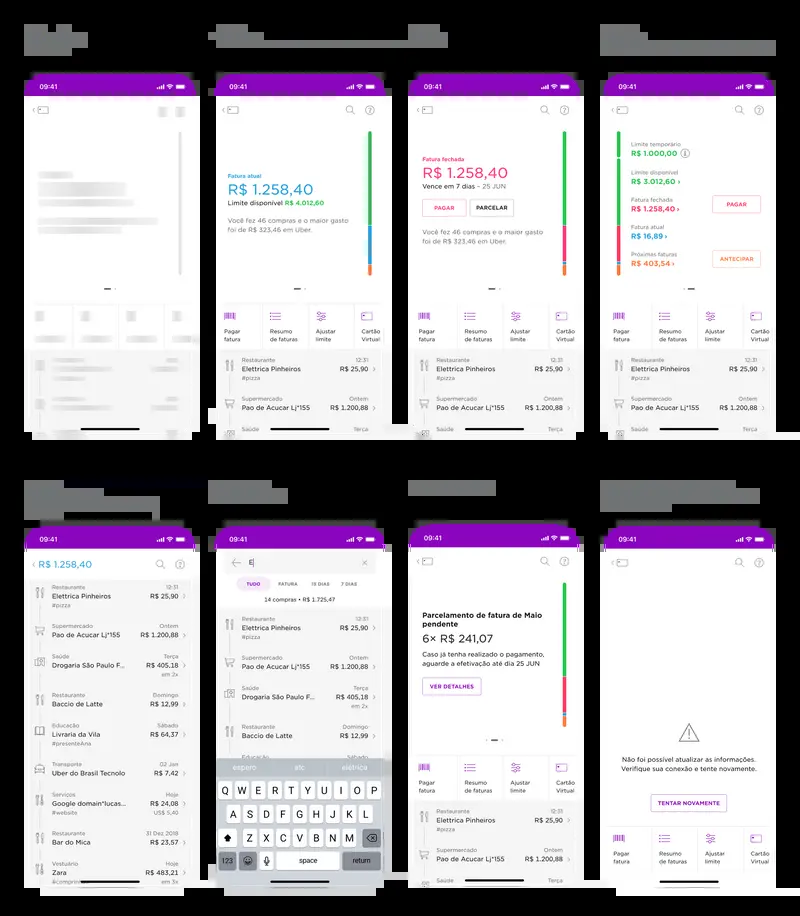 09:41
09:41
Fatura atual
R$ 1.258,40
Limite disponível R$ 4.012,60
Você fez 46 compras e o maior gasto
foi de R$ 323,46 em Uber.
Pagar fatura
Resumo de faturas
Ajustar limite
Cartão Virtual
Restaurante 12:31
Elettrica Pinheiros R$ 25,90
#pizza
Supermercado Ontem
Pao de Acucar Lj*155 R$ 1.200,88
Saúde Terça
09:41
Fatura fechada
R$ 1.258,40
Vence em 7 dias – 25 JUN
PAGAR PARCELAR
Você fez 46 compras e o maior gasto
foi de R$ 323,46 em Uber.
Pagar fatura
Resumo de faturas
Ajustar limite
Cartão Virtual
Restaurante 12:31
Elettrica Pinheiros R$ 25,90
#pizza
Supermercado Ontem
Pao de Acucar Lj*155 R$ 1.200,88
Saúde Terça
09:41
Limite temporário
R$ 1.000,00
Limite disponível
R$ 3.012,60 ›
Fatura fechada
R$ 1.258,40 ›
PAGAR
Fatura atual
R$ 16,89 ›
Próximas faturas
R$ 403,54 ›
ANTECIPAR
Pagar fatura
Resumo de faturas
Ajustar limite
Cartão Virtual
Restaurante 12:31
Elettrica Pinheiros R$ 25,90
#pizza
Supermercado Ontem
Pao de Acucar Lj*155 R$ 1.200,88
Saúde Terça
09:41
‹ R$ 1.258,40
Restaurante 12:31
Elettrica Pinheiros R$ 25,90
#pizza
Supermercado Ontem
Pao de Acucar Lj*155 R$ 1.200,88
Saúde Terça
Drogaria São Paulo F... R$ 405,18
em 2x
Restaurante Domingo
Baccio de Latte R$ 12,99
Educação Sábado
Livraria da Vila R$ 64,37
#presenteAna
Transporte 02 Jan
Uber do Brasil Tecnolo R$ 7,42
Serviços Hoje
Google domain*lucas... R$ 24,08
#website US$ 5,40
Restaurante 31 Dez 2018
Bar do Mica R$ 23,57
Vestuário Hoje
Zara R$ 483,21
em 3x
09:41
E
TUDO FATURA 15 DIAS 7 DIAS
14 compras • R$ 1.725,47
Restaurante 12:31
Elettrica Pinheiros R$ 25,90
#pizza
Supermercado Ontem
Pao de Acucar Lj*155 R$ 1.200,88
Saúde Terça
Drogaria São Paulo F... R$ 405,18
em 2x
Restaurante Domingo
Baccio de Latte R$ 12,99
Educação Sábado
espom etc eletrica
Q W E R T Y U I O P
A S D F G H J K L
Z X C V B N M
123 space return
09:41
Parcelamento de fatura de Maio
pendente
6× R$ 241,07
Caso já tenha realizado o pagamento,
aguarde a efetivação até dia 25 JUN
VER DETALHES
Pagar fatura
Resumo de faturas
Ajustar limite
Cartão Virtual
Restaurante 12:31
Elettrica Pinheiros R$ 25,90
#pizza
Supermercado Ontem
Pao de Acucar Lj*155 R$ 1.200,88
09:41
Não foi possível atualizar as informações.
Verifique sua conexão e tente novamente.
TENTAR NOVAMENTE
Pagar fatura
Resumo de faturas
Ajustar limite
Cartão Virtual